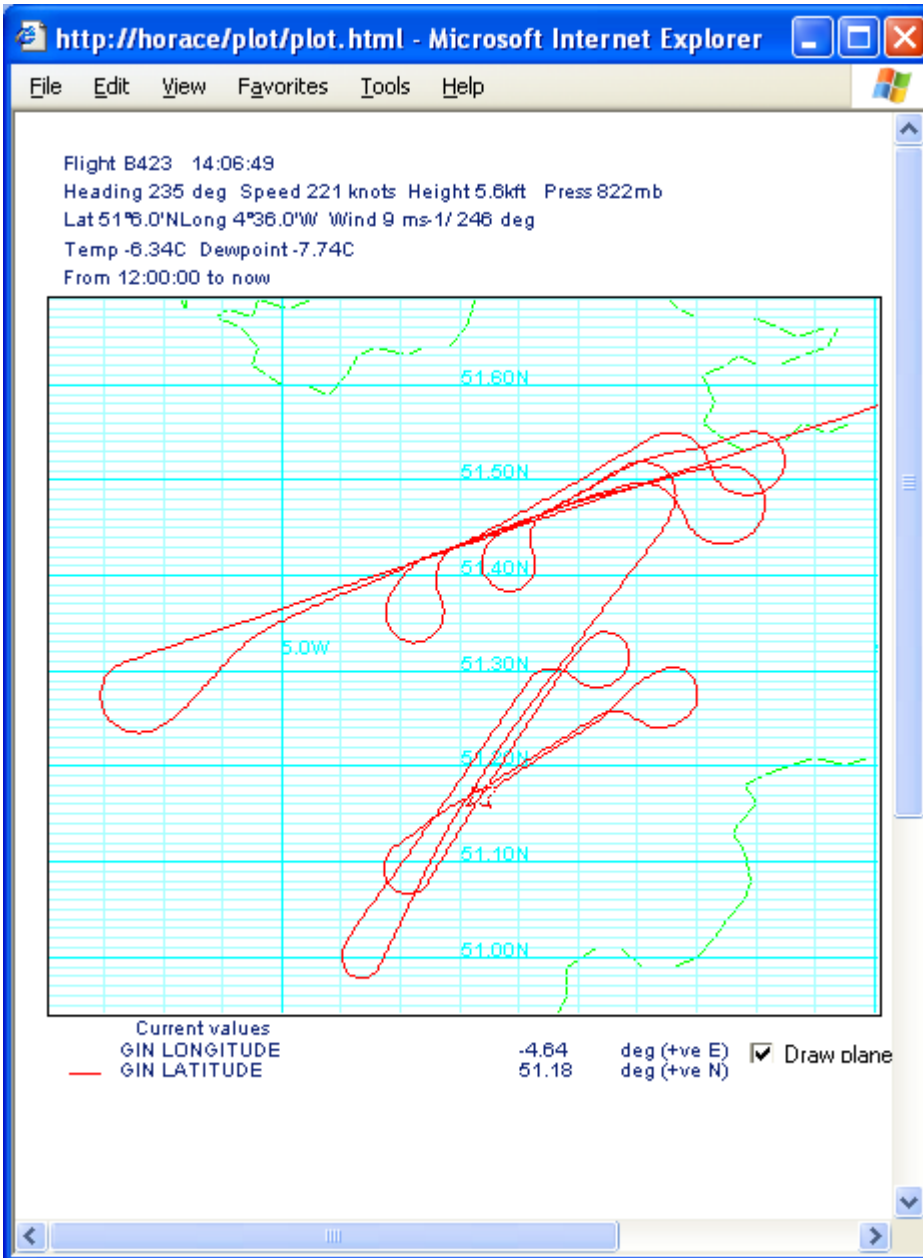 http://horace/plot/plot.html - Microsoft Internet Explorer
File Edit View Favorites Tools Help
Flight B423 14:06:49
Heading 235 deg Speed 221 knots Height 5.6kft Press 822mb
Lat 51°6.0'NLong 4°36.0'W Wind 9 ms-1/ 246 deg
Temp -6.34C Dewpoint -7.74C
From 12:00:00 to now
51.60N
51.50N
51.40N
5.0W
51.30N
51.20N
51.10N
51.00N
Current values
GIN LONGITUDE -4.64 deg (+ve E) Draw plane
GIN LATITUDE 51.18 deg (+ve N)